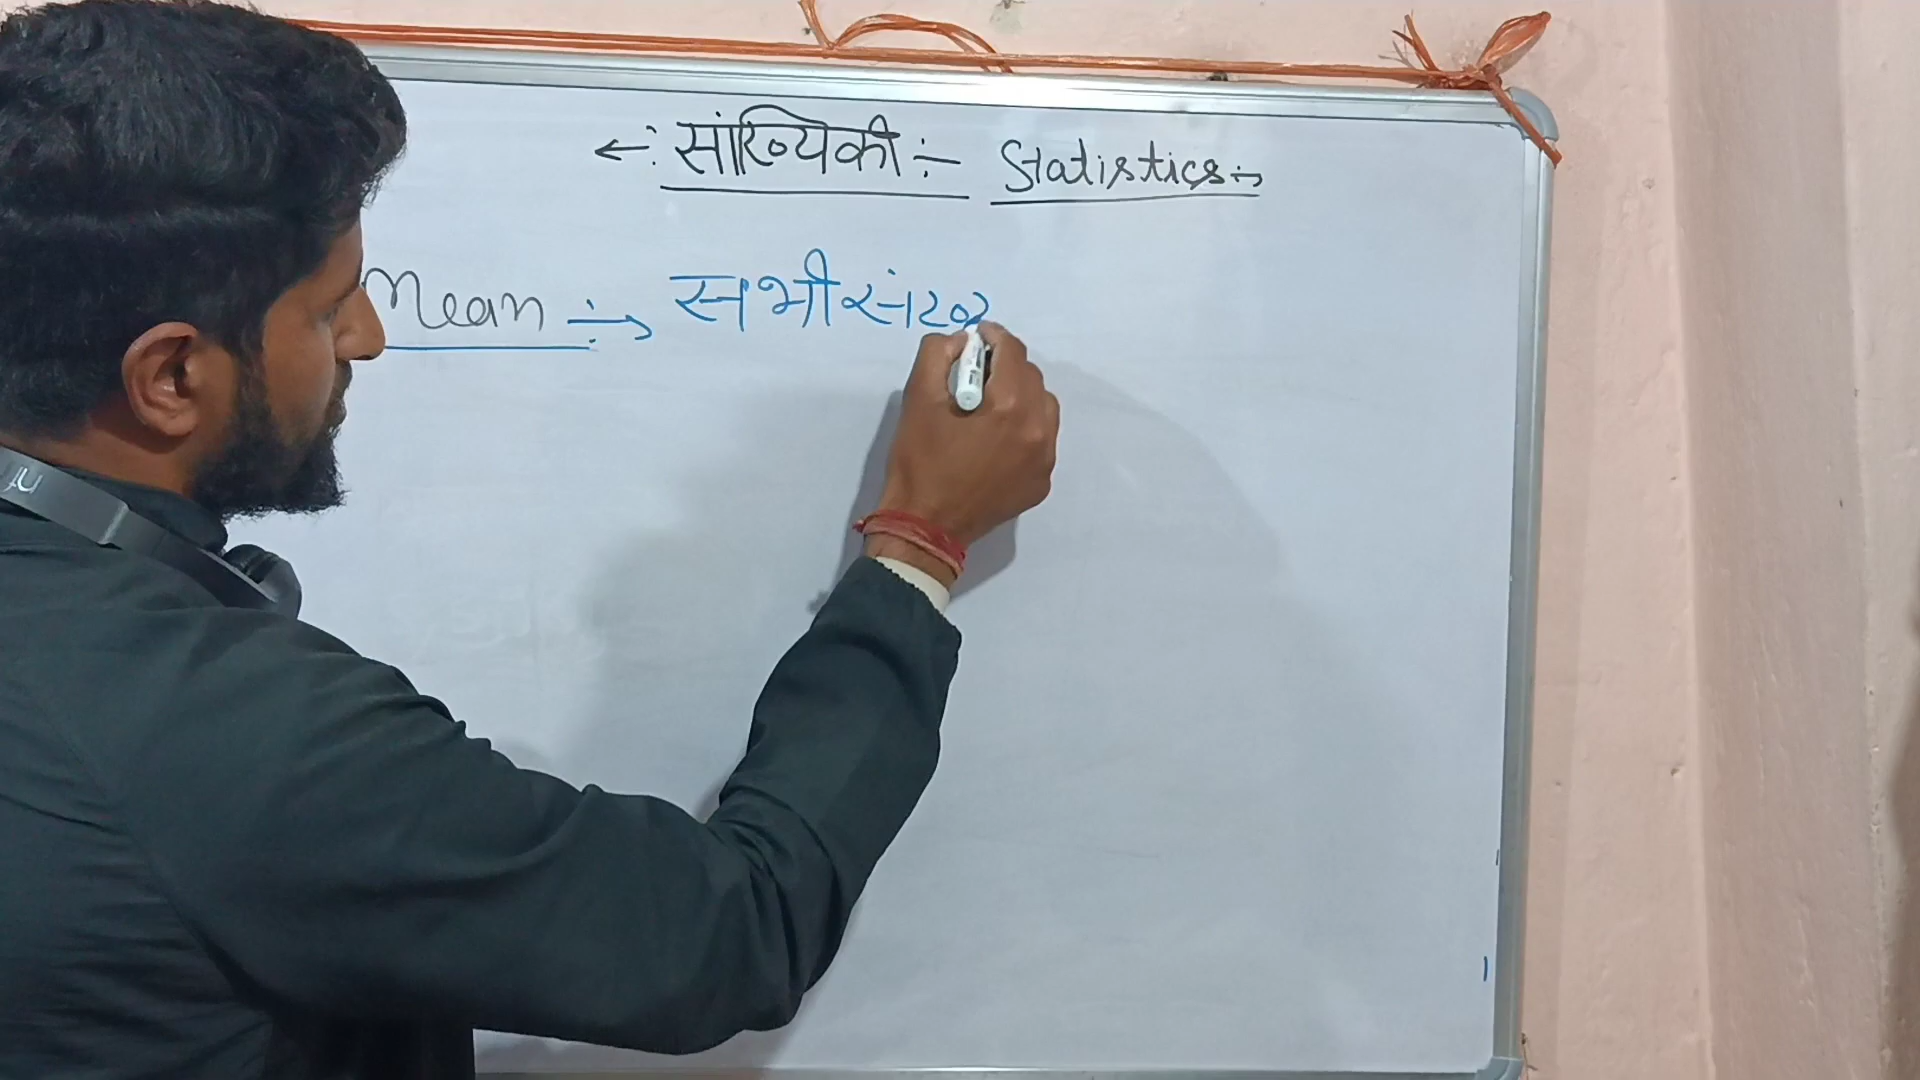 ←: सांख्यिकी :- Statistics :→
Mean :→ सभी संख्य